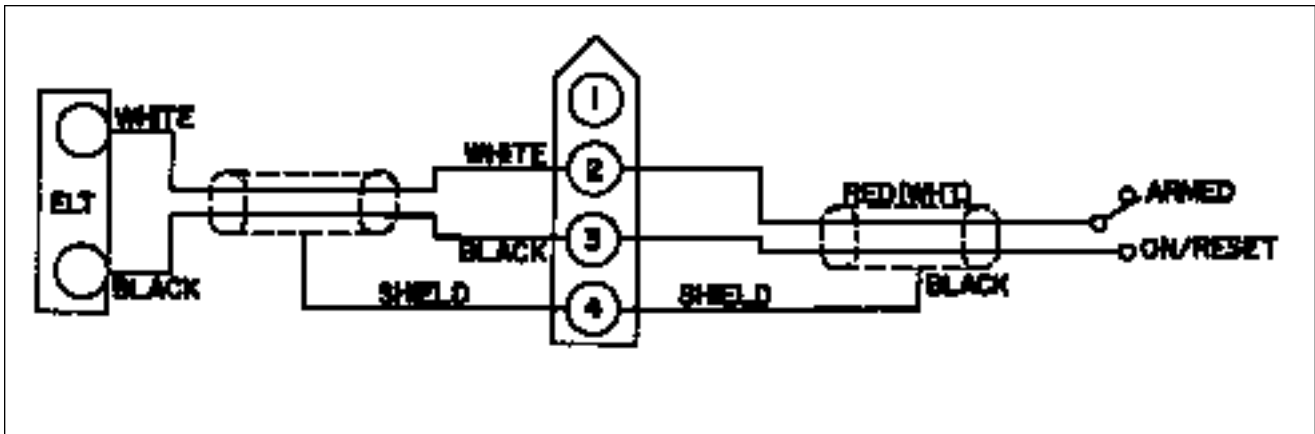 1
WHITE
WHITE
2
RED(WHT)
ARMED
ELT
BLACK
3
ON/RESET
BLACK
SHIELD
4
SHIELD
BLACK